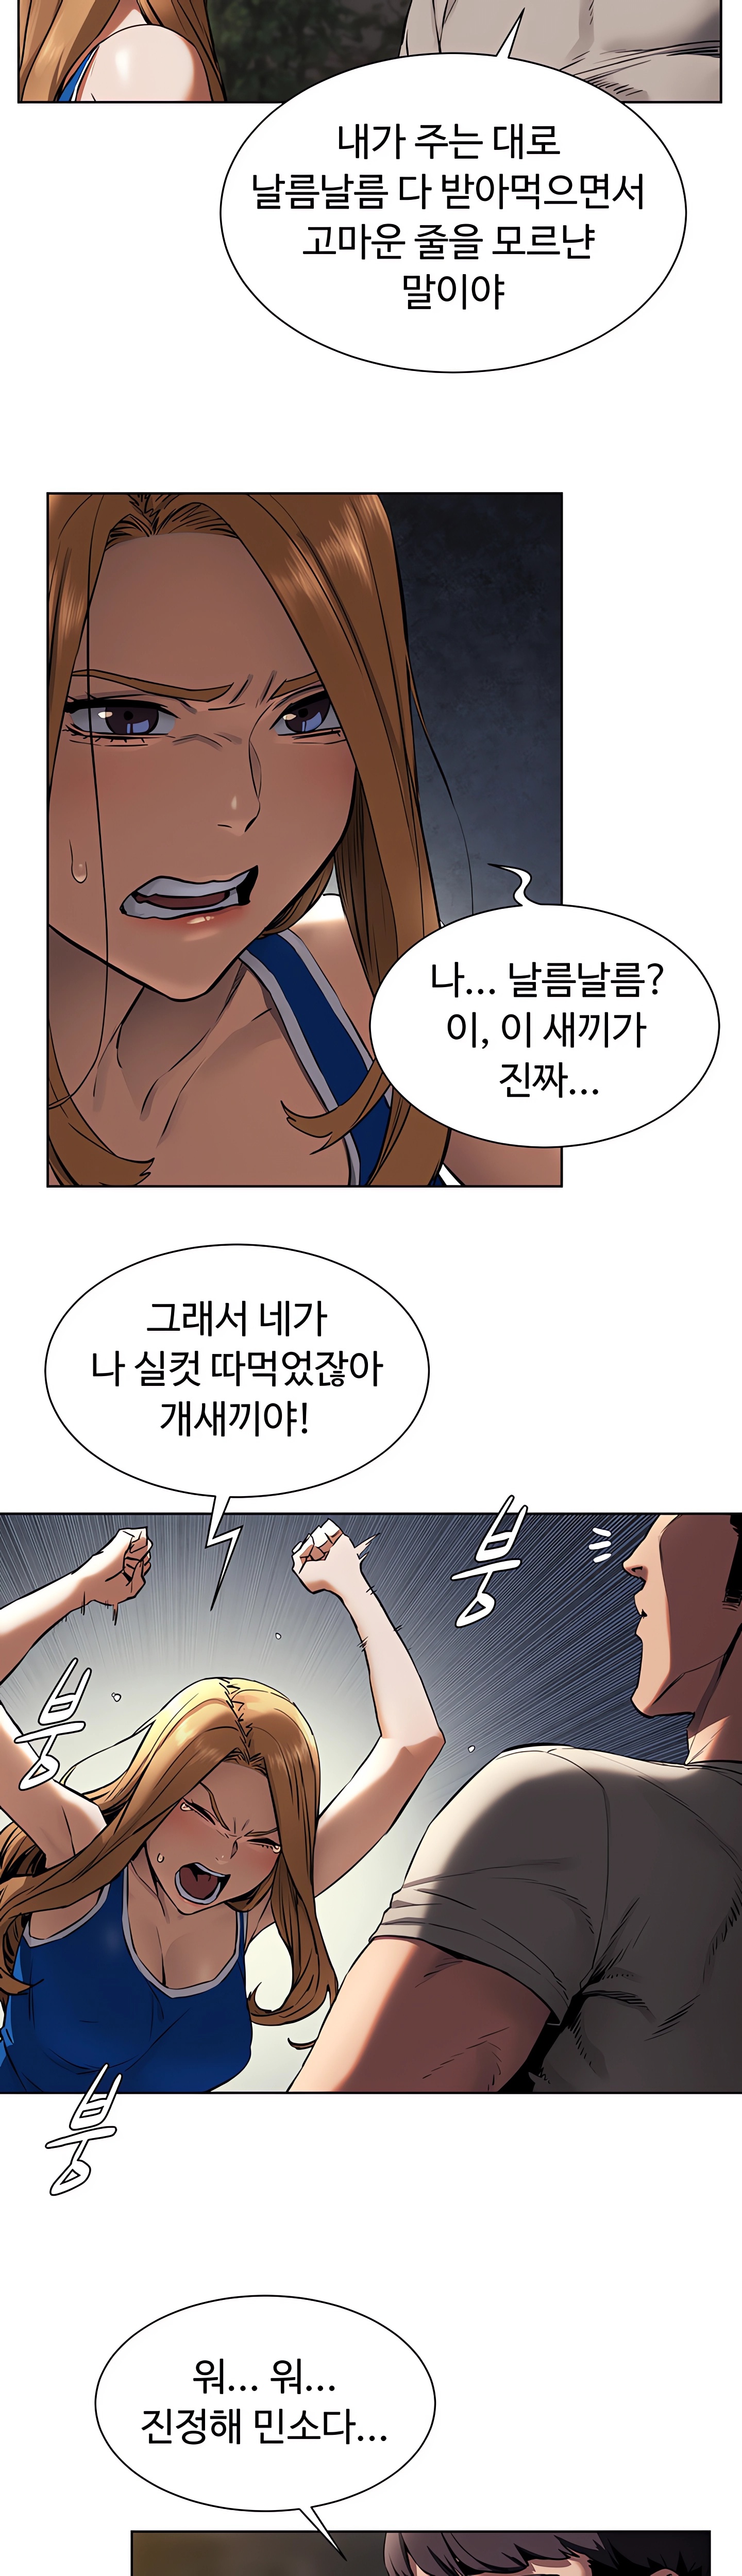 내가 주는 대로
날름날름 다 받아먹으면서
고마운 줄을 모르냔
말이야
나... 날름날름?
이, 이 새끼가
진짜...
그래서 네가
나 실컷 따먹었잖아
개새끼야!
붕
붕
붕
워... 워...
진정해 민소다...